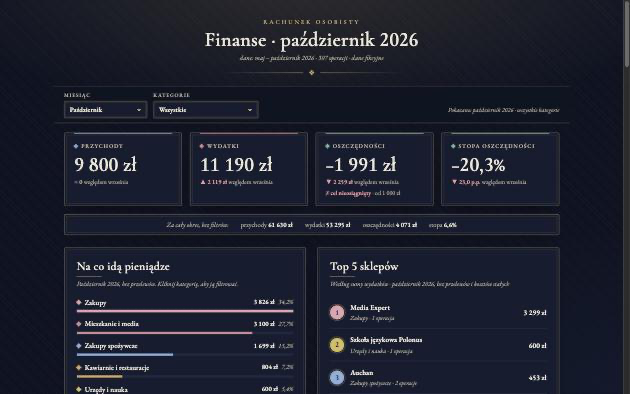 RACHUNEK OSOBISTY
Finanse · październik 2026
dane: maj – październik 2026 · 397 operacji · dane fikcyjne
MIESIĄC
KATEGORIE
Październik
Wszystkie
Pokazano: październik 2026 · wszystkie kategorie
PRZYCHODY
9 800 zł
= 0 względem września
WYDATKI
11 190 zł
▲ 2 119 zł względem września
OSZCZĘDNOŚCI
−1 991 zł
▼ 2 259 zł względem września
✗ cel nieosiągnięty · cel 1 000 zł
STOPA OSZCZĘDNOŚCI
−20,3%
▼ 23,0 p.p. względem września
Za cały okres, bez filtrów: przychody 61 630 zł wydatki 53 295 zł oszczędności 4 071 zł stopa 6,6%
Na co idą pieniądze
Październik 2026, bez przelewów. Kliknij kategorię, aby ją filtrować.
Zakupy 3 826 zł 34,2%
Mieszkanie i media 3 100 zł 27,7%
Zakupy spożywcze 1 699 zł 15,2%
Kawiarnie i restauracje 804 zł 7,2%
Urzędy i nauka 600 zł 5,4%
Top 5 sklepów
Według sumy wydatków · październik 2026, bez przelewów i kosztów stałych
1 Media Expert 3 299 zł
Zakupy · 1 operacja
2 Szkoła językowa Polonus 600 zł
Urzędy i nauka · 1 operacja
3 Auchan 453 zł
Zakupy spożywcze · 2 operacje